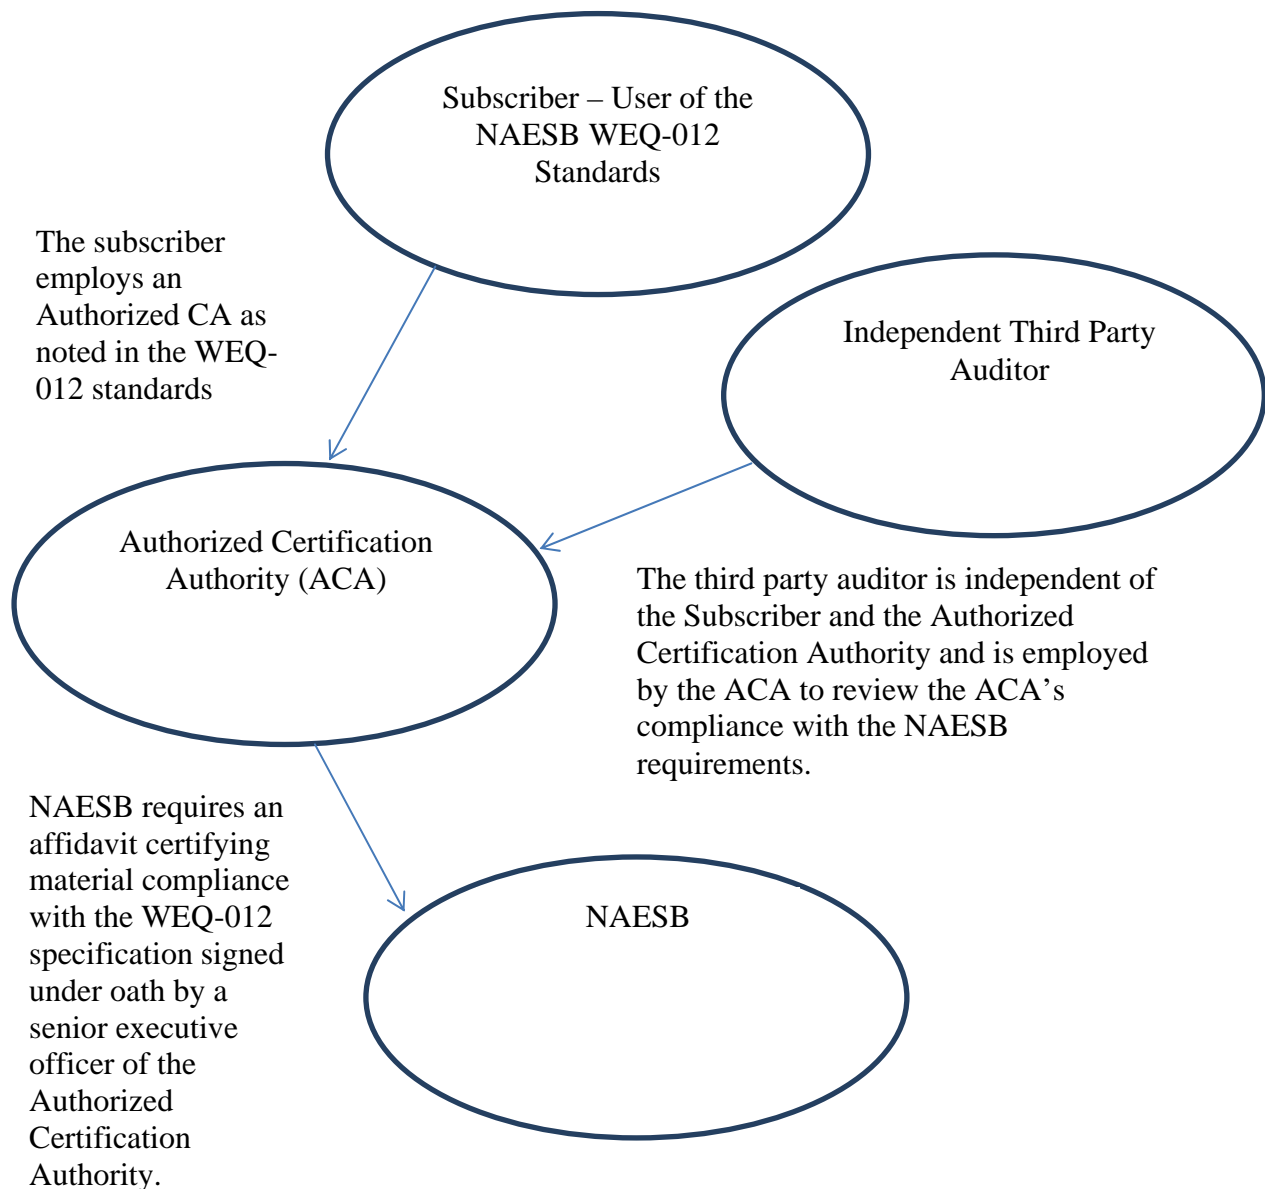 Subscriber – User of the
NAESB WEQ-012
Standards
The subscriber
employs an
Authorized CA as
noted in the WEQ-
012 standards
Independent Third Party
Auditor
Authorized Certification
Authority (ACA)
The third party auditor is independent of
the Subscriber and the Authorized
Certification Authority and is employed
by the ACA to review the ACA’s
compliance with the NAESB
requirements.
NAESB requires an
affidavit certifying
material compliance
with the WEQ-012
specification signed
under oath by a
senior executive
officer of the
Authorized
Certification
Authority.
NAESB